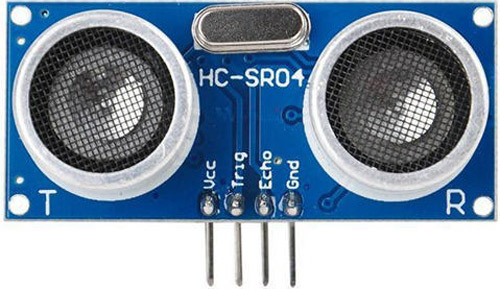 HC-SR04
Vcc Trig Echo Gnd
T R